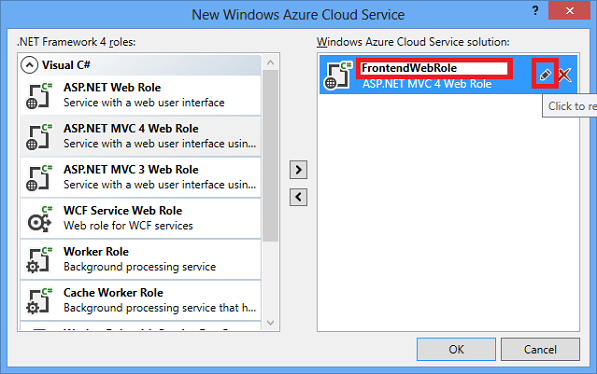 New Windows Azure Cloud Service
?
.NET Framework 4 roles:
Visual C#
C#
ASP.NET Web Role
Service with a web user interface
C#
ASP.NET MVC 4 Web Role
Service with a web user interface usin...
C#
ASP.NET MVC 3 Web Role
Service with a web user interface usin...
C#
WCF Service Web Role
Web role for WCF services
C#
Worker Role
Background processing service
C#
Cache Worker Role
Background processing service that h...
C#
Windows Azure Cloud Service solution:
C#
FrontendWebRole
ASP.NET MVC 4 Web Role
Click to re
OK
Cancel